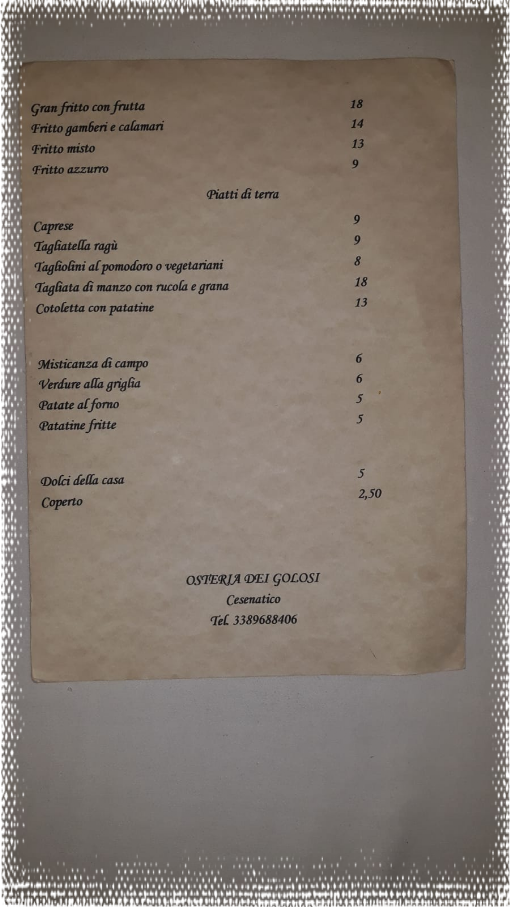 Gran fritto con frutta 18
Fritto gamberi e calamari 14
Fritto misto 13
Fritto azzurro 9
Piatti di terra
Caprese 9
Tagliatella ragù 9
Tagliolini al pomodoro o vegetariani 8
Tagliata di manzo con rucola e grana 18
Cotoletta con patatine 13
Misticanza di campo 6
Verdure alla griglia 6
Patate al forno 5
Patatine fritte 5
Dolci della casa 5
Coperto 2,50
OSTERIA DEI GOLOSI
Cesenatico
Tel. 3389688406